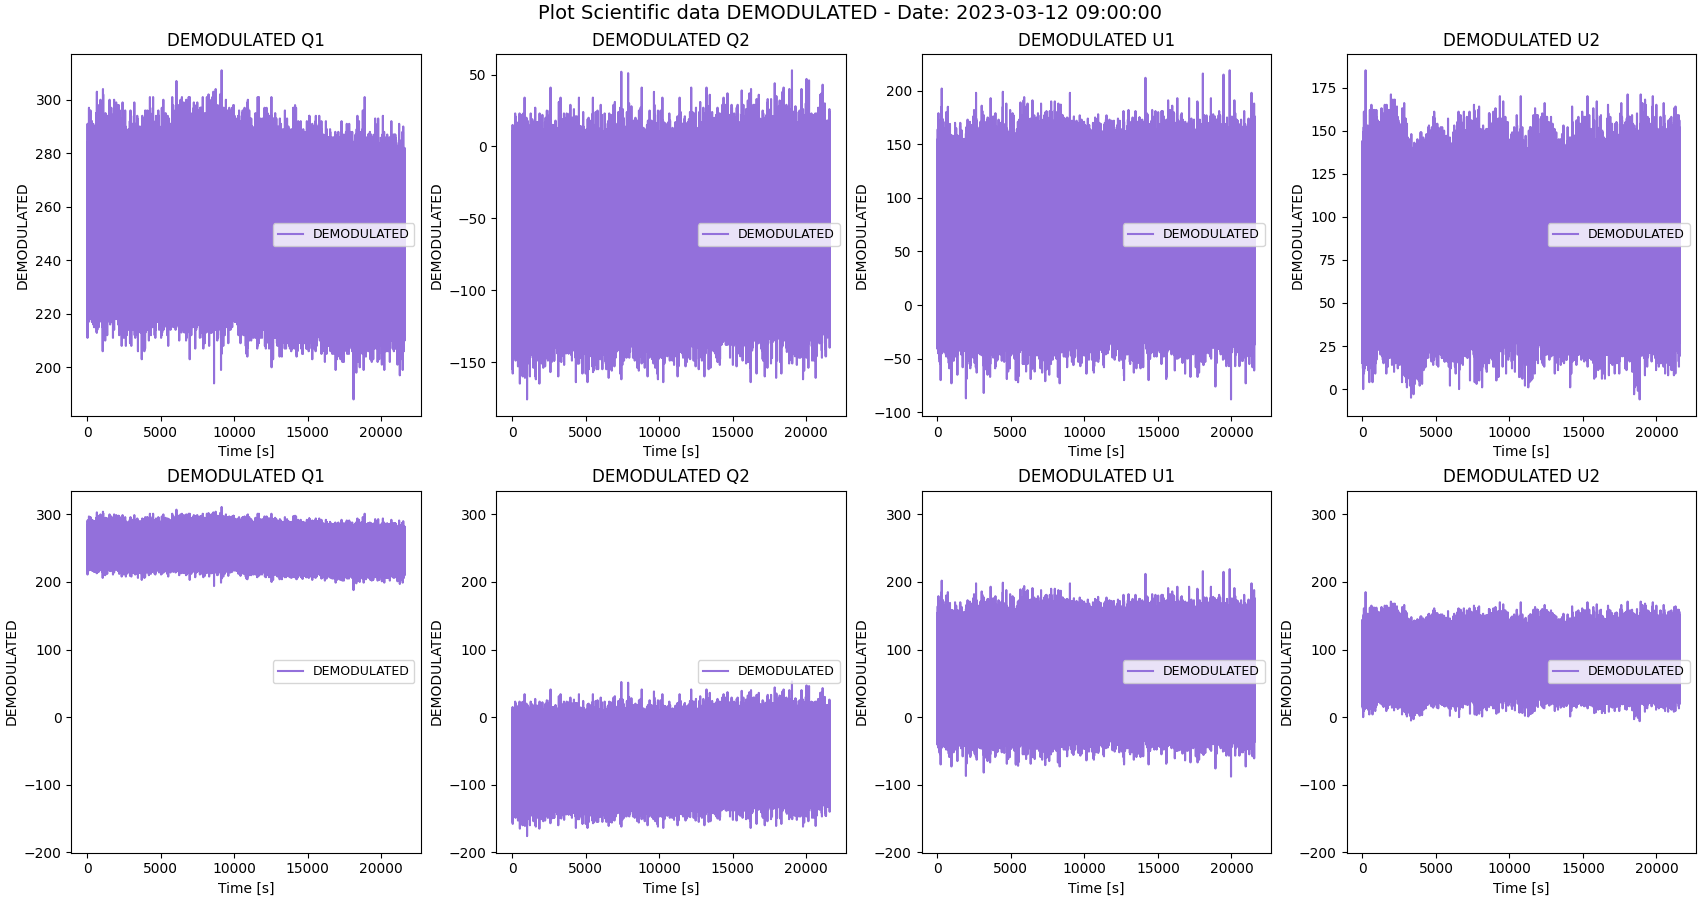 Plot Scientific data DEMODULATED - Date: 2023-03-12 09:00:00
DEMODULATED Q1
DEMODULATED Q2
DEMODULATED U1
DEMODULATED U2
DEMODULATED
300
280
260
240
220
200
DEMODULATED
0
5000
10000
15000
20000
Time [s]
DEMODULATED
50
0
−50
−100
−150
DEMODULATED
0
5000
10000
15000
20000
Time [s]
DEMODULATED
200
150
100
50
0
−50
−100
DEMODULATED
0
5000
10000
15000
20000
Time [s]
DEMODULATED
175
150
125
100
75
50
25
0
DEMODULATED
0
5000
10000
15000
20000
Time [s]
DEMODULATED Q1
DEMODULATED Q2
DEMODULATED U1
DEMODULATED U2
DEMODULATED
300
200
100
0
−100
−200
DEMODULATED
0
5000
10000
15000
20000
Time [s]
DEMODULATED
300
200
100
0
−100
−200
DEMODULATED
0
5000
10000
15000
20000
Time [s]
DEMODULATED
300
200
100
0
−100
−200
DEMODULATED
0
5000
10000
15000
20000
Time [s]
DEMODULATED
300
200
100
0
−100
−200
DEMODULATED
0
5000
10000
15000
20000
Time [s]